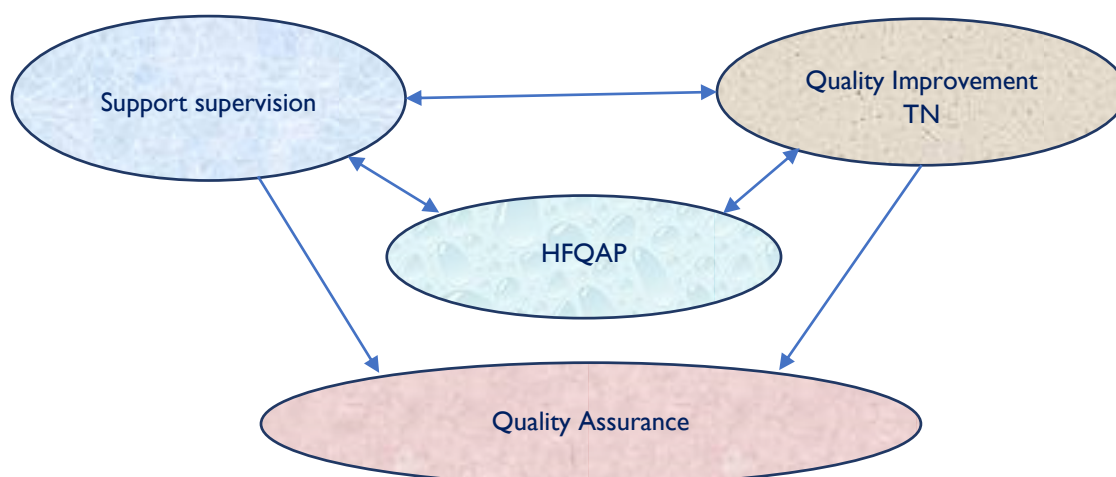 Support supervision
Quality Improvement
TN
HFQAP
Quality Assurance